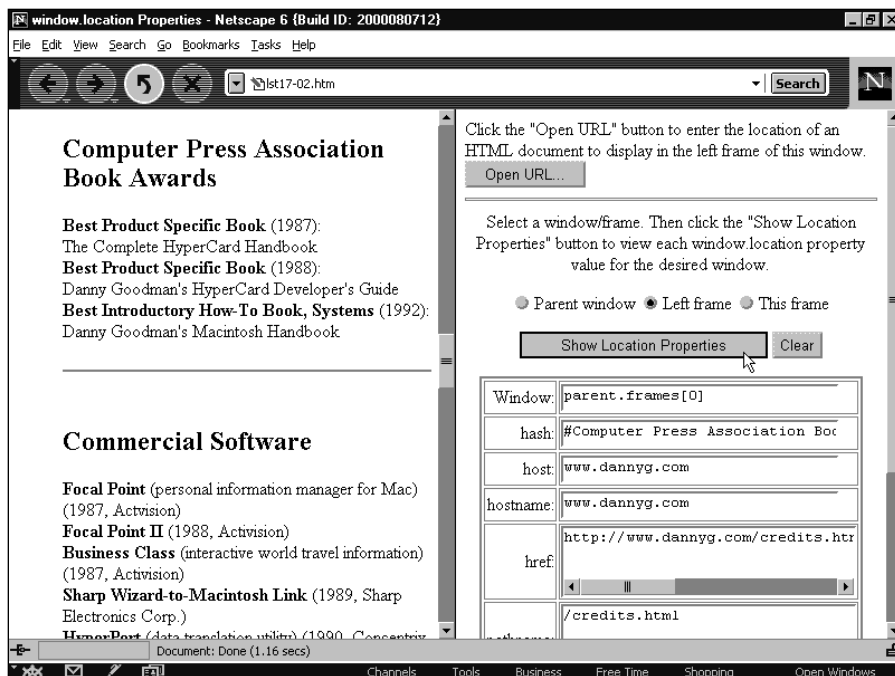 window.location Properties - Netscape 6 {Build ID: 2000080712}
File Edit View Search Go Bookmarks Tasks Help
lst17-02.htm
Search
N
Computer Press Association
Book Awards
Best Product Specific Book (1987):
The Complete HyperCard Handbook
Best Product Specific Book (1988):
Danny Goodman's HyperCard Developer's Guide
Best Introductory How-To Book, Systems (1992):
Danny Goodman's Macintosh Handbook
Commercial Software
Focal Point (personal information manager for Mac)
(1987, Activision)
Focal Point II (1988, Activision)
Business Class (interactive world travel information)
(1987, Activision)
Sharp Wizard-to-Macintosh Link (1989, Sharp
Electronics Corp.)
HyperPort (data translation utility) (1990, Concentrix
Click the "Open URL" button to enter the location of an
HTML document to display in the left frame of this window.
Open URL...
Select a window/frame. Then click the "Show Location
Properties" button to view each window.location property
value for the desired window.
Parent window Left frame This frame
Show Location Properties Clear
Window: parent.frames[0]
hash: #Computer Press Association Boo
host: www.dannyg.com
hostname: www.dannyg.com
href: http://www.dannyg.com/credits.htm
pathname: /credits.html
Document: Done (1.16 secs)
Channels Tools Business Free Time Shopping Open Windows